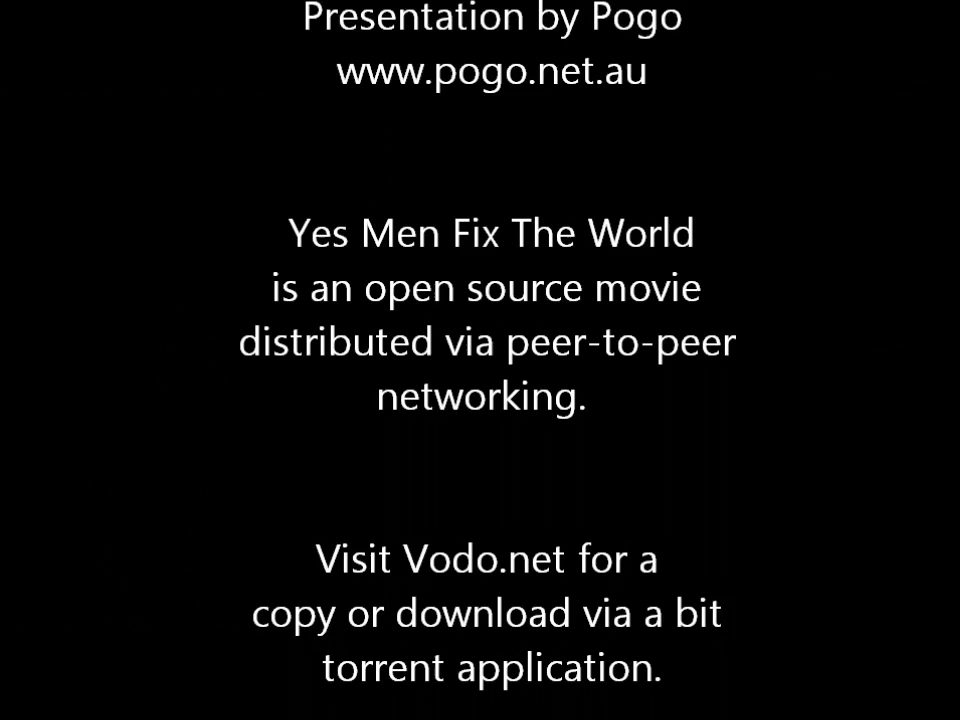 Presentation by Pogo
www.pogo.net.au
Yes Men Fix The World
is an open source movie
distributed via peer-to-peer
networking.
Visit Vodo.net for a
copy or download via a bit
torrent application.